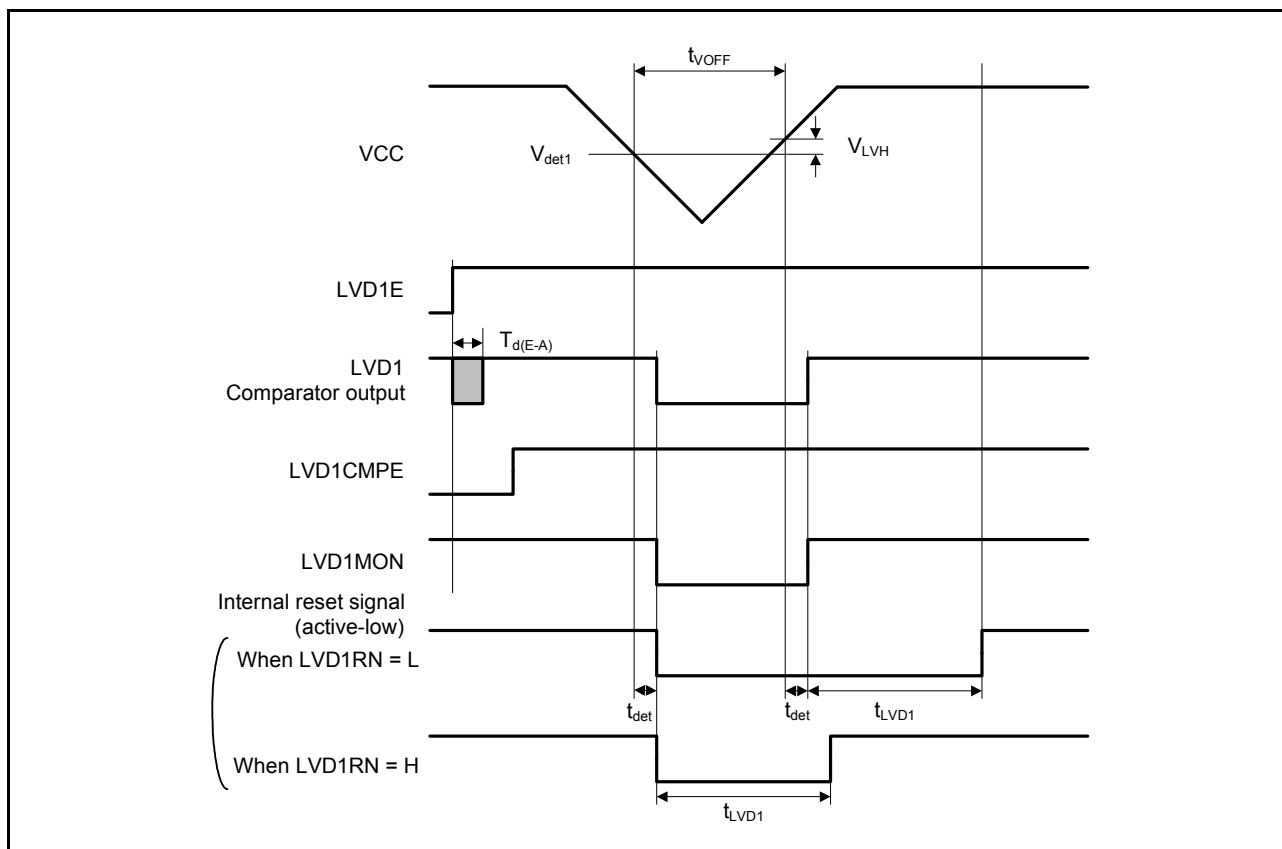 tVOFF
VCC
Vdet1
VLVH
LVD1E
Td(E-A)
LVD1
Comparator output
LVD1CMPE
LVD1MON
Internal reset signal
(active-low)
When LVD1RN = L
tdet
tdet
tLVD1
When LVD1RN = H
tLVD1